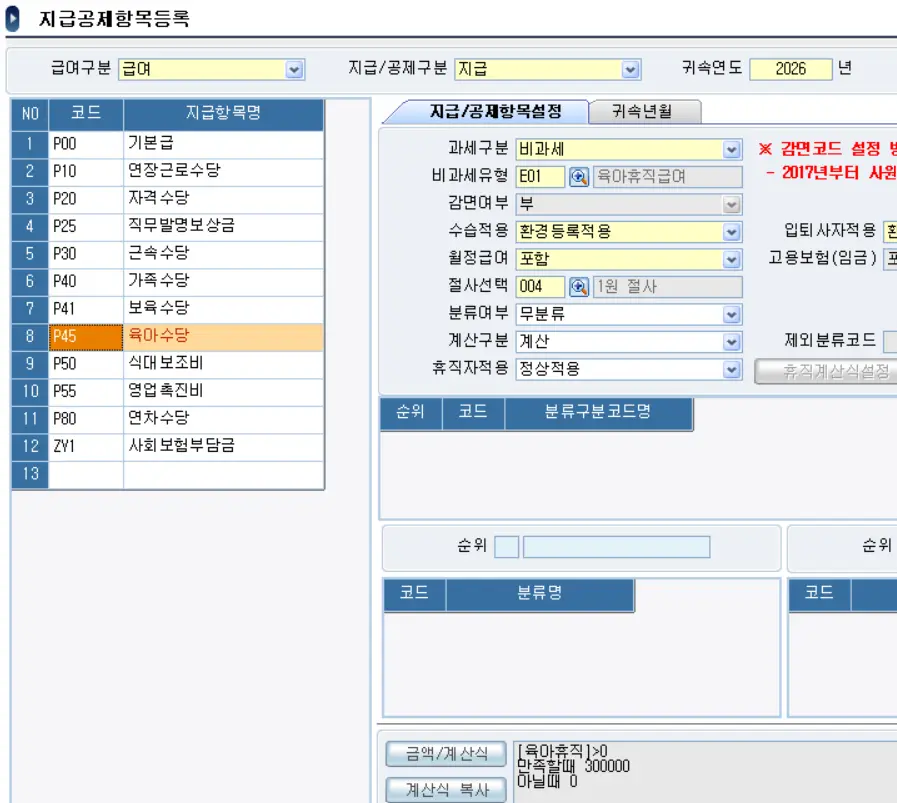 지급공제항목등록
급여구분 급여 지급/공제구분 지급 귀속연도 2026 년
NO 코드 지급항목명
1 P00 기본급
2 P10 연장근로수당
3 P20 자격수당
4 P25 직무발명보상금
5 P30 근속수당
6 P40 가족수당
7 P41 보육수당
8 P45 육아수당
9 P50 식대보조비
10 P55 영업촉진비
11 P80 연차수당
12 ZY1 사회보험부담금
13
지급/공제항목설정 귀속년월
과세구분 비과세
※ 감면코드 설정
비과세유형 E01 육아휴직급여
- 2017년부터 사원
감면여부 부
수습적용 환경등록적용 입퇴사자적용
월정급여 포함 고용보험(임금)
절사선택 004 1원 절사
분류여부 무분류
계산구분 계산 제외분류코드
휴직자적용 정상적용 휴직계산식설정
순위 코드 분류구분코드명
순위 순위
코드 분류명 코드
금액/계산식
계산식 복사
[육아휴직]>0
만족할때 300000
아닐때 0